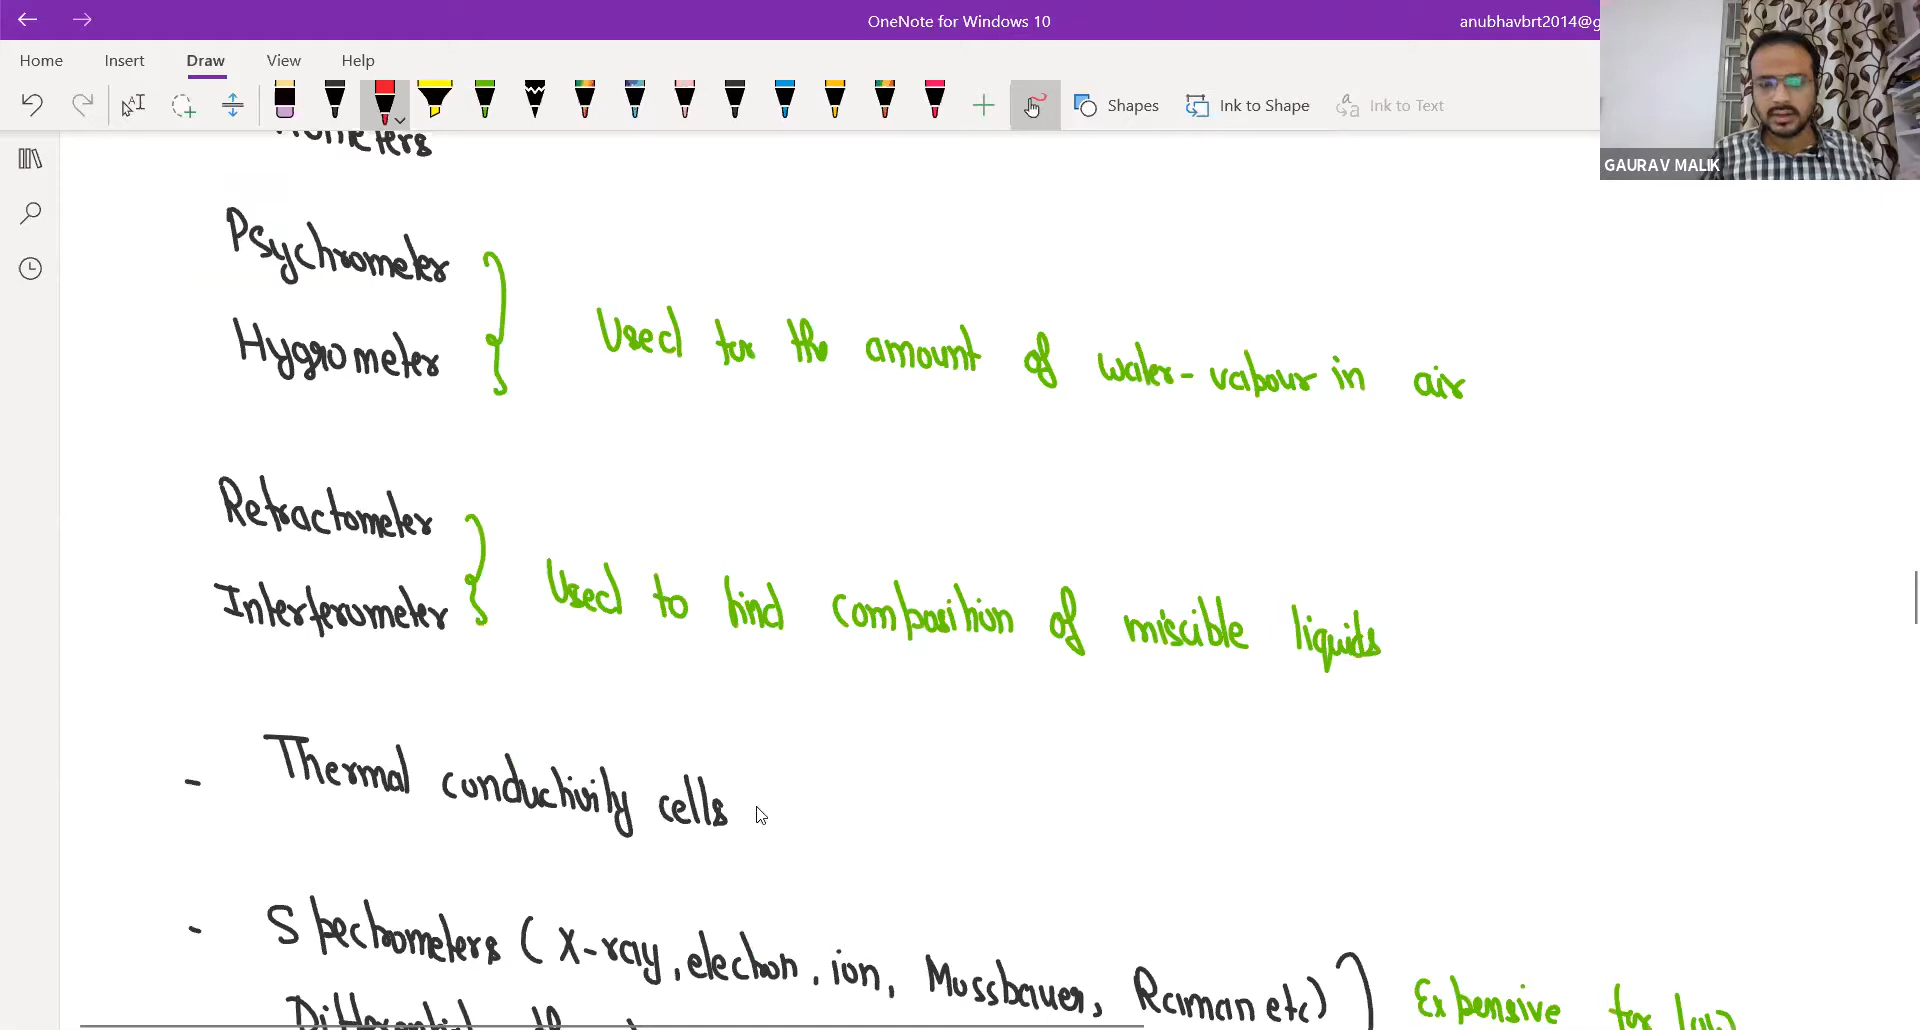 OneNote for Windows 10
anubhavbrt2014@g
Home Insert Draw View Help
Shapes Ink to Shape Ink to Text
GAURAV MALIK
Psychrometer
Hygrometer
Used for the amount of water-vapour in air
Refractometer
Interferometer
Used to find composition of miscible liquids
- Thermal conductivity cells
- Spectrometers (X-ray, electron, ion, Mossbauer, Raman etc)
Expensive for low
Differential